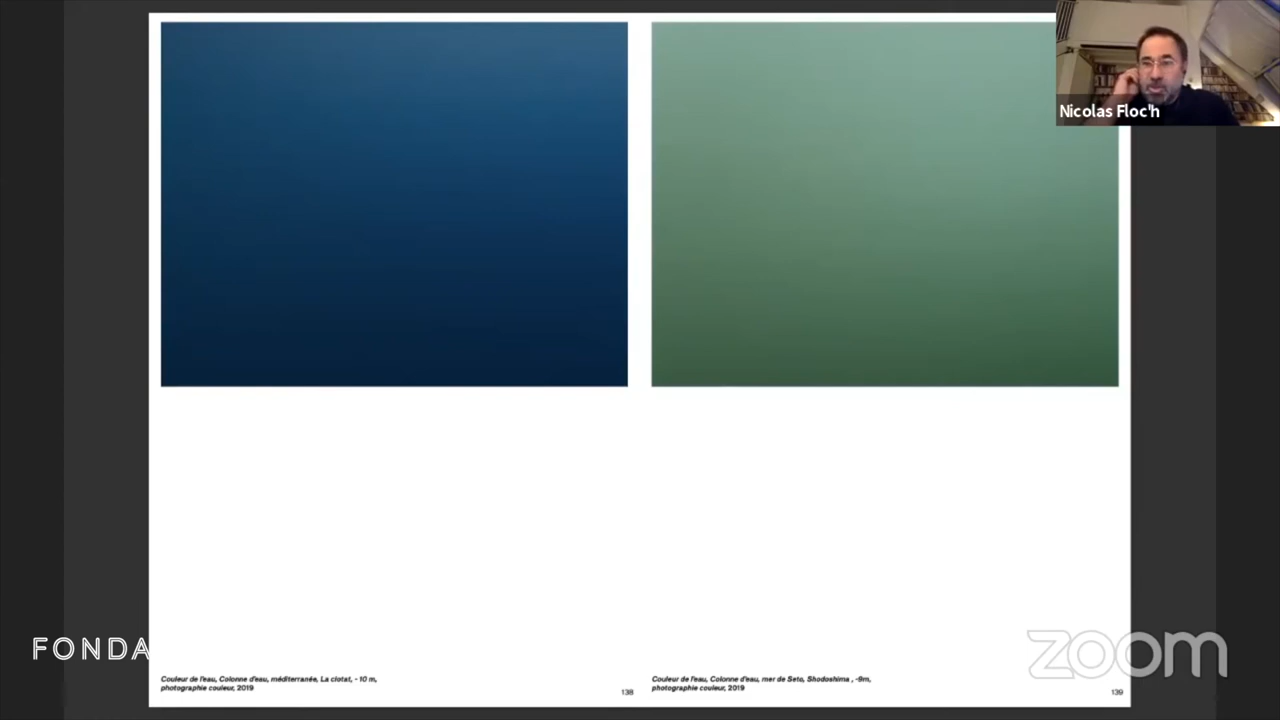 Nicolas Floc'h
FONDA
zoom
Couleur de l'eau, Colonne d'eau, méditerranée, La ciotat, - 10 m,
photographie couleur, 2019
138
Couleur de l'eau, Colonne d'eau, mer de Seto, Shodoshima , -9m,
photographie couleur, 2019
139